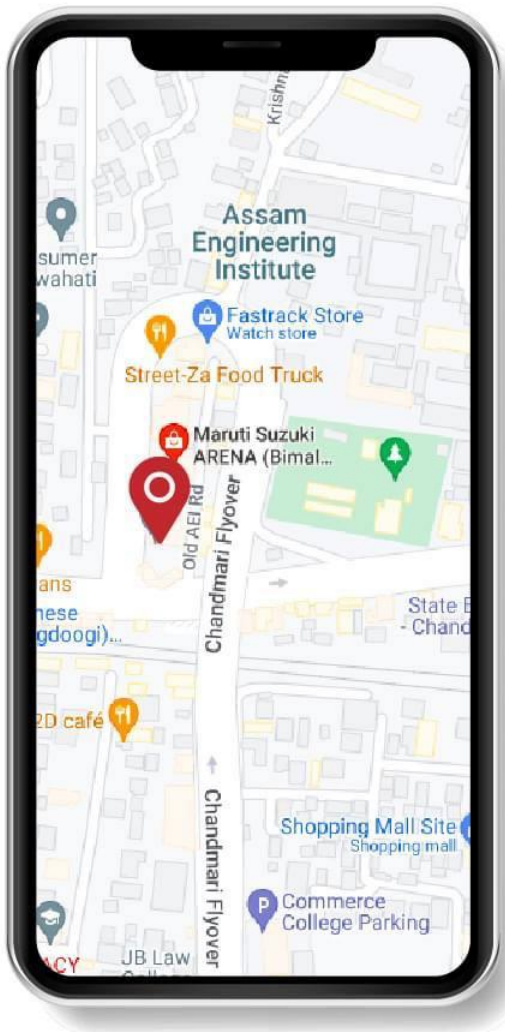 Krishna
Assam
Engineering
Institute
sumer
wahati
Fastrack Store
Watch store
Street-Za Food Truck
Maruti Suzuki
ARENA (Bimal...
Old AEI Rd
Chandmari Flyover
ans
nese
gdoogi)...
State B
- Chand
2D café
Chandmari Flyover
Shopping Mall Site
Shopping mall
P
Commerce
College Parking
ACY
JB Law
College